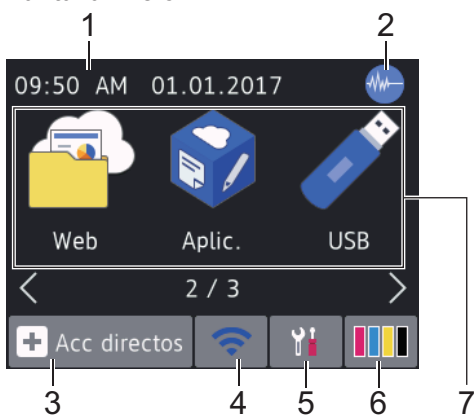 1 2
09:50 AM 01.01.2017
Web Aplic. USB
2 / 3
Acc directos
3 4 5 6 7